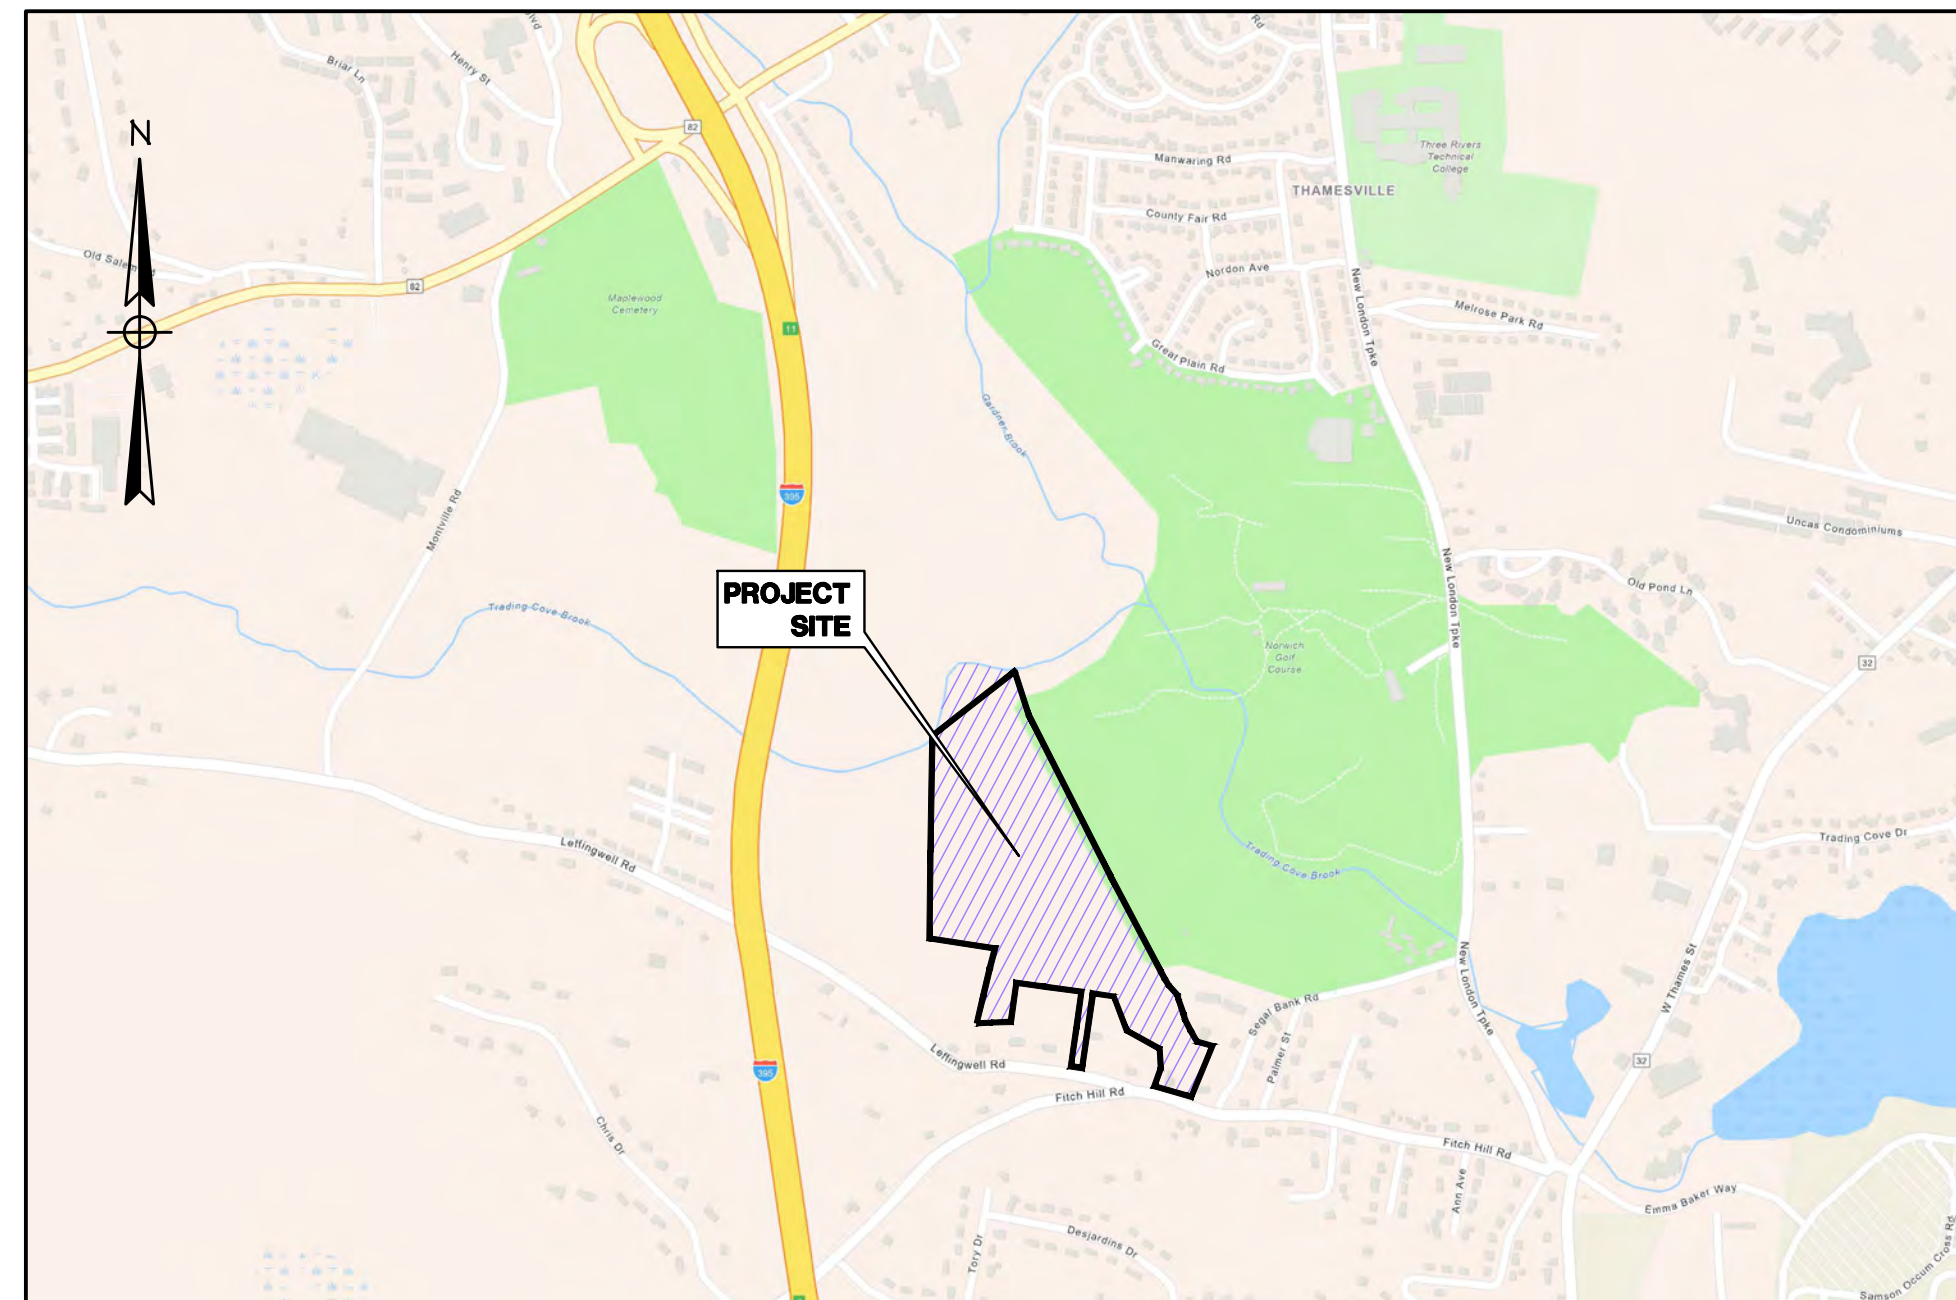 Blvd
Rd
Briar Ln
Henry St
N
82
Three Rivers
Technical
College
Manwaring Rd
THAMESVILLE
County Fair Rd
Old Salem Rd
Nordon Ave
82
Maplewood
Cemetery
New London Tpke
Melrose Park Rd
11
Great Plain Rd
Gardner Brook
395
Montville Rd
Uncas Condominiums
New London Tpke
Old Pond Ln
PROJECT
SITE
Trading Cove Brook
Norwich
Golf
Course
32
Leffingwell Rd
Trading Cove Dr
Trading Cove Brook
New London Tpke
W Thames St
Segal Bank Rd
Palmer St
Leffingwell Rd
32
395
Fitch Hill Rd
Chris Dr
Fitch Hill Rd
Ann Ave
Emma Baker Way
Tory Dr
Desjardins Dr
Samson Occum Cross Rd